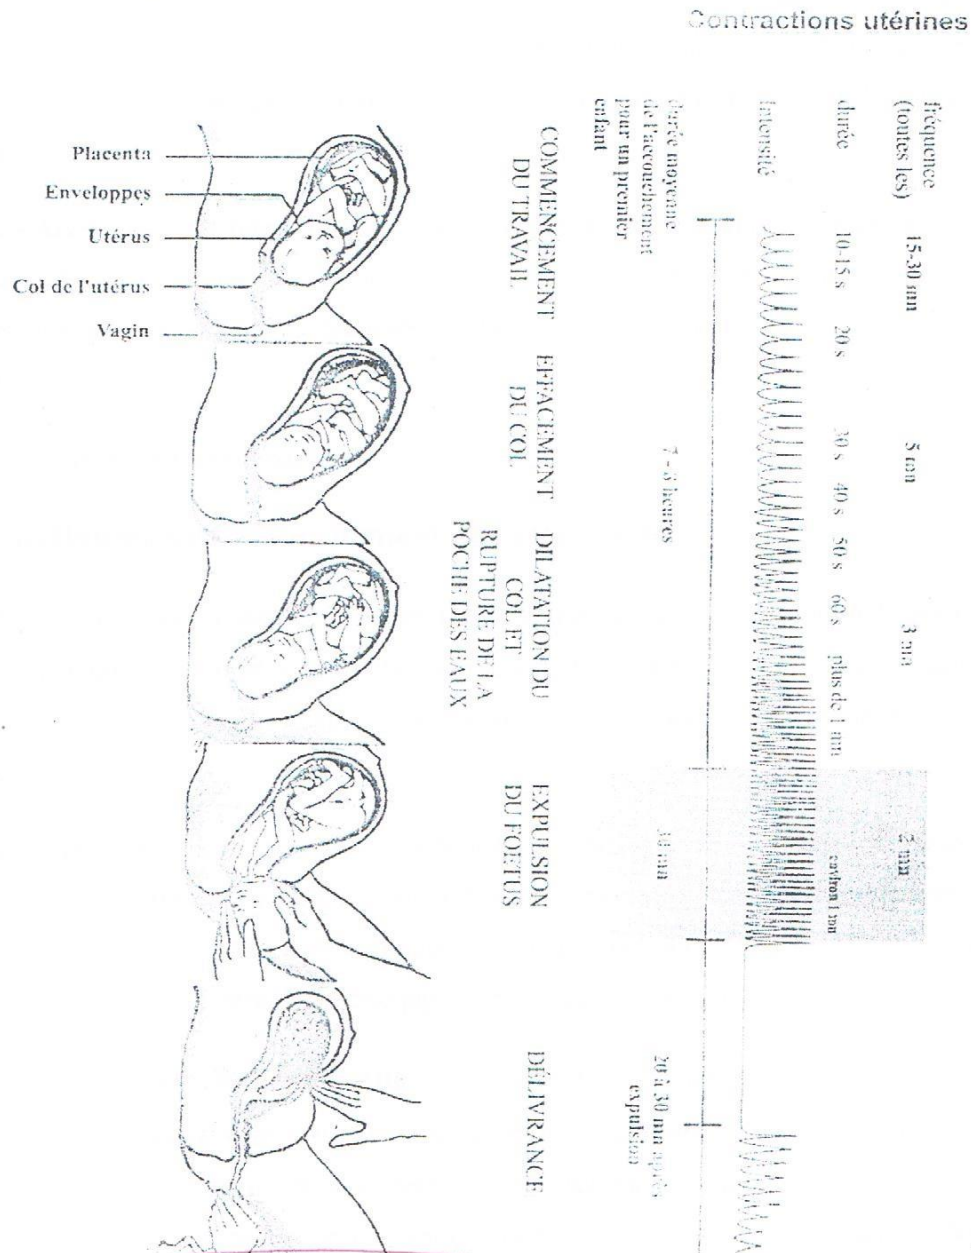 Contractions utérines
fréquence
(toutes les)
15-30 mn
5 mn
3 mn
2 mn
durée
10-15 s
20 s
30 s
40 s
50 s
60 s
plus de 1 mn
environ 1 mn
Intensité
durée moyenne
de l'accouchement
pour un premier
enfant
7 - 8 heures
30 mn
20 à 30 mn après
expulsion
COMMENCEMENT
DU TRAVAIL
EFFACEMENT
DU COL
DILATATION DU
COL ET
RUPTURE DE LA
POCHE DES EAUX
EXPULSION
DU FOETUS
DÉLIVRANCE
Placenta
Enveloppes
Utérus
Col de l'utérus
Vagin